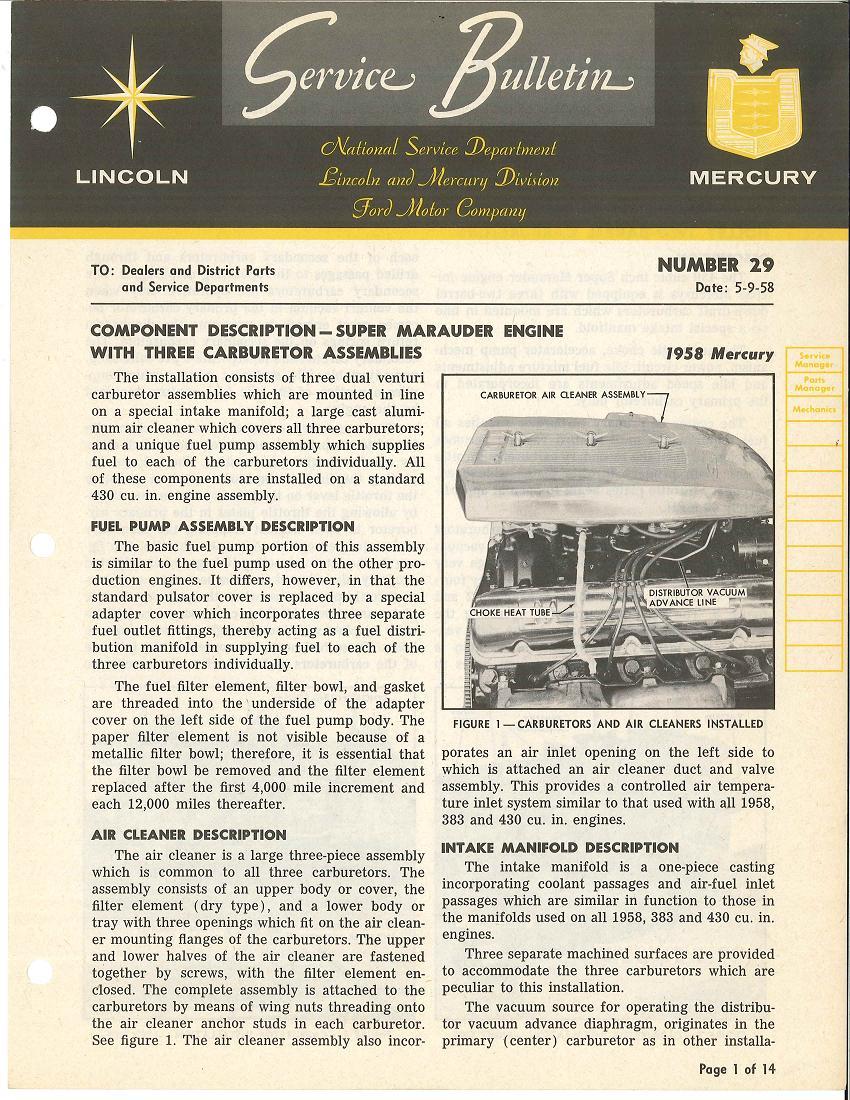 Service Bulletin
National Service Department
Lincoln and Mercury Division
Ford Motor Company
LINCOLN
MERCURY
TO: Dealers and District Parts
and Service Departments
NUMBER 29
Date: 5-9-58
COMPONENT DESCRIPTION—SUPER MARAUDER ENGINE
WITH THREE CARBURETOR ASSEMBLIES
1958 Mercury
The installation consists of three dual venturi
carburetor assemblies which are mounted in line
on a special intake manifold; a large cast alumi-
num air cleaner which covers all three carburetors;
and a unique fuel pump assembly which supplies
fuel to each of the carburetors individually. All
of these components are installed on a standard
430 cu. in. engine assembly.
FUEL PUMP ASSEMBLY DESCRIPTION
The basic fuel pump portion of this assembly
is similar to the fuel pump used on the other pro-
duction engines. It differs, however, in that the
standard pulsator cover is replaced by a special
adapter cover which incorporates three separate
fuel outlet fittings, thereby acting as a fuel distri-
bution manifold in supplying fuel to each of the
three carburetors individually.
The fuel filter element, filter bowl, and gasket
are threaded into the underside of the adapter
cover on the left side of the fuel pump body. The
paper filter element is not visible because of a
metallic filter bowl; therefore, it is essential that
the filter bowl be removed and the filter element
replaced after the first 4,000 mile increment and
each 12,000 miles thereafter.
AIR CLEANER DESCRIPTION
The air cleaner is a large three-piece assembly
which is common to all three carburetors. The
assembly consists of an upper body or cover, the
filter element (dry type), and a lower body or
tray with three openings which fit on the air clean-
er mounting flanges of the carburetors. The upper
and lower halves of the air cleaner are fastened
together by screws, with the filter element en-
closed. The complete assembly is attached to the
carburetors by means of wing nuts threading onto
the air cleaner anchor studs in each carburetor.
See figure 1. The air cleaner assembly also incor-
CARBURETOR AIR CLEANER ASSEMBLY
DISTRIBUTOR VACUUM
ADVANCE LINE
CHOKE HEAT TUBE
FIGURE 1—CARBURETORS AND AIR CLEANERS INSTALLED
porates an air inlet opening on the left side to
which is attached an air cleaner duct and valve
assembly. This provides a controlled air tempera-
ture inlet system similar to that used with all 1958,
383 and 430 cu. in. engines.
INTAKE MANIFOLD DESCRIPTION
The intake manifold is a one-piece casting
incorporating coolant passages and air-fuel inlet
passages which are similar in function to those in
the manifolds used on all 1958, 383 and 430 cu. in.
engines.
Three separate machined surfaces are provided
to accommodate the three carburetors which are
peculiar to this installation.
The vacuum source for operating the distribu-
tor vacuum advance diaphragm, originates in the
primary (center) carburetor as in other installa-
Service
Manager
Parts
Manager
Mechanics
Page 1 of 14